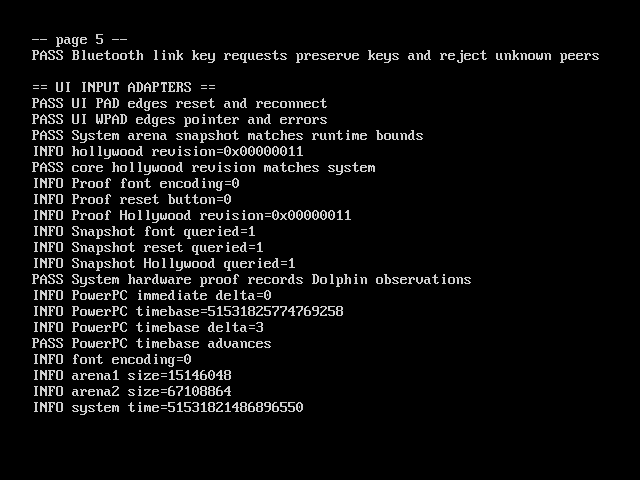 -- page 5 --
PASS Bluetooth link key requests preserve keys and reject unknown peers
== UI INPUT ADAPTERS ==
PASS UI PAD edges reset and reconnect
PASS UI WPAD edges pointer and errors
PASS System arena snapshot matches runtime bounds
INFO hollywood revision=0x00000011
PASS core hollywood revision matches system
INFO Proof font encoding=0
INFO Proof reset button=0
INFO Proof Hollywood revision=0x00000011
INFO Snapshot font queried=1
INFO Snapshot reset queried=1
INFO Snapshot Hollywood queried=1
PASS System hardware proof records Dolphin observations
INFO PowerPC immediate delta=0
INFO PowerPC timebase=51531825774769258
INFO PowerPC timebase delta=3
PASS PowerPC timebase advances
INFO font encoding=0
INFO arena1 size=15146048
INFO arena2 size=67108864
INFO system time=51531821486896550